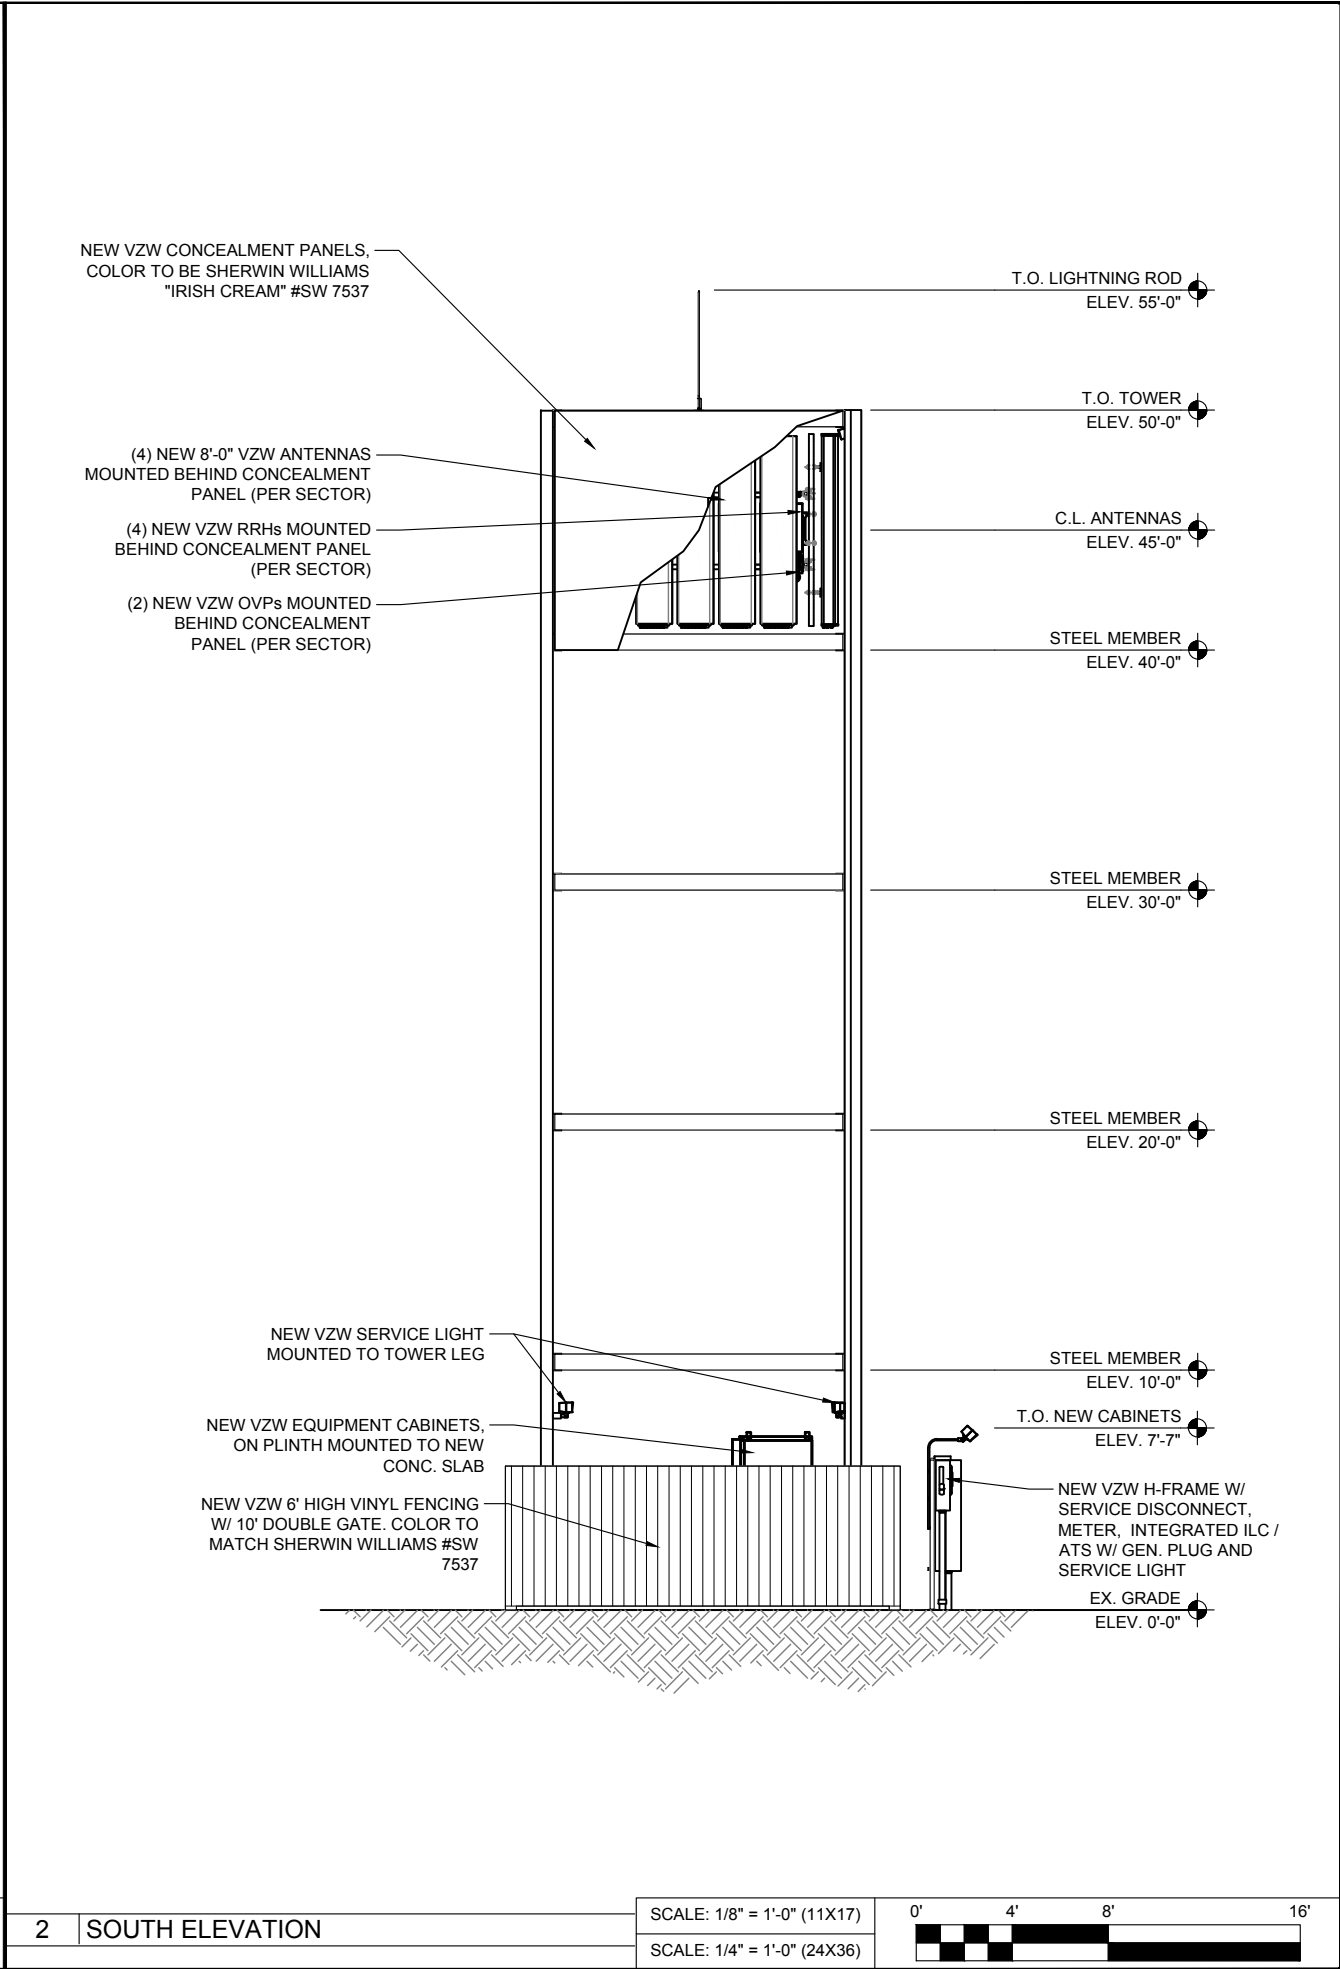 NEW VZW CONCEALMENT PANELS,
COLOR TO BE SHERWIN WILLIAMS
"IRISH CREAM" #SW 7537
T.O. LIGHTNING ROD
ELEV. 55'-0"
T.O. TOWER
ELEV. 50'-0"
(4) NEW 8'-0" VZW ANTENNAS
MOUNTED BEHIND CONCEALMENT
PANEL (PER SECTOR)
(4) NEW VZW RRHs MOUNTED
BEHIND CONCEALMENT PANEL
(PER SECTOR)
C.L. ANTENNAS
ELEV. 45'-0"
(2) NEW VZW OVPs MOUNTED
BEHIND CONCEALMENT
PANEL (PER SECTOR)
STEEL MEMBER
ELEV. 40'-0"
STEEL MEMBER
ELEV. 30'-0"
STEEL MEMBER
ELEV. 20'-0"
NEW VZW SERVICE LIGHT
MOUNTED TO TOWER LEG
STEEL MEMBER
ELEV. 10'-0"
NEW VZW EQUIPMENT CABINETS,
ON PLINTH MOUNTED TO NEW
CONC. SLAB
T.O. NEW CABINETS
ELEV. 7'-7"
NEW VZW 6' HIGH VINYL FENCING
W/ 10' DOUBLE GATE. COLOR TO
MATCH SHERWIN WILLIAMS #SW
7537
NEW VZW H-FRAME W/
SERVICE DISCONNECT,
METER, INTEGRATED ILC /
ATS W/ GEN. PLUG AND
SERVICE LIGHT
EX. GRADE
ELEV. 0'-0"
2 SOUTH ELEVATION
SCALE: 1/8" = 1'-0" (11X17)
SCALE: 1/4" = 1'-0" (24X36)
0' 4' 8' 16'